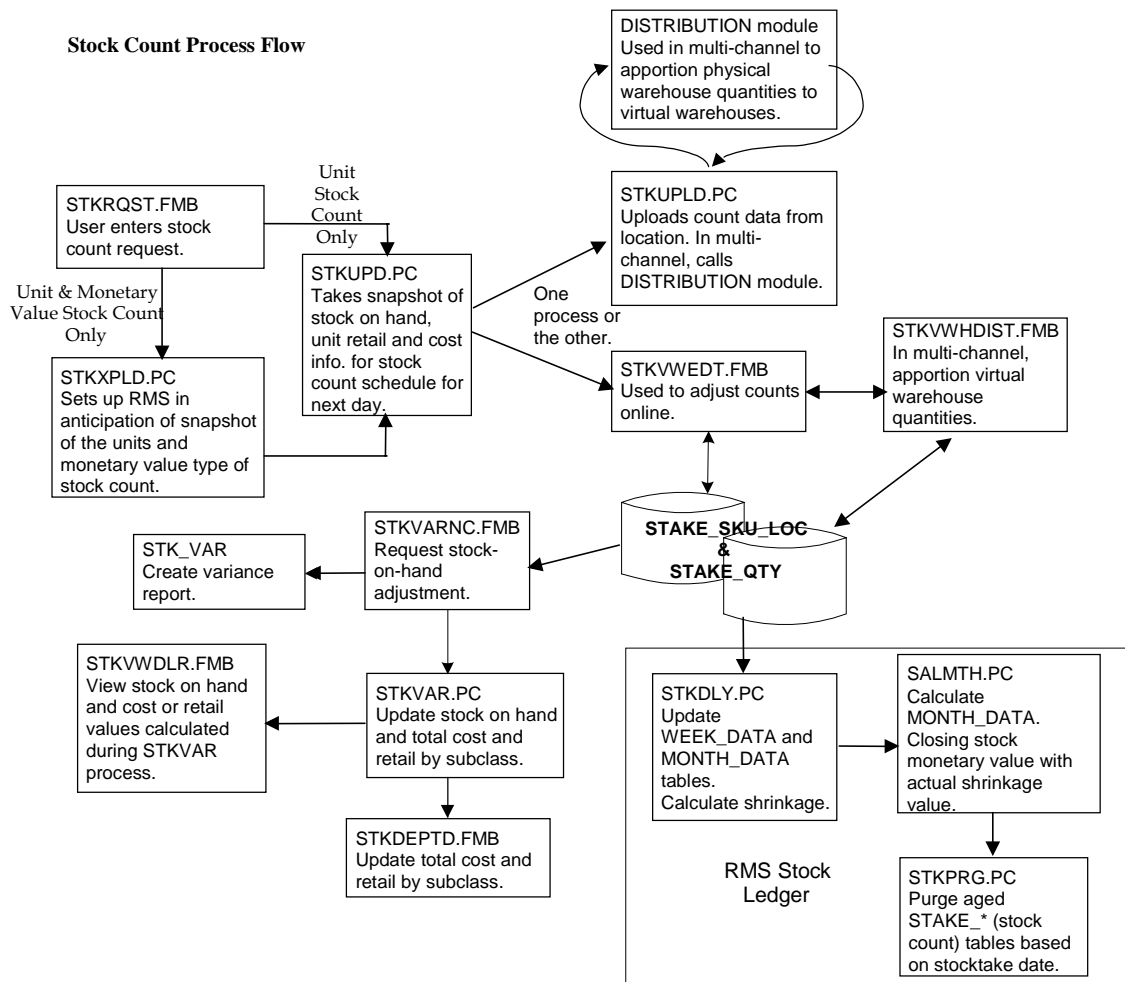 Stock Count Process Flow
DISTRIBUTION module
Used in multi-channel to
apportion physical
warehouse quantities to
virtual warehouses.
Unit
Stock
Count
Only
STKRQST.FMB
User enters stock
count request.
STKUPLD.PC
Uploads count data from
location. In multi-
channel, calls
DISTRIBUTION module.
STKUPD.PC
Takes snapshot of
stock on hand,
unit retail and cost
info. for stock
count schedule for
next day.
Unit & Monetary
Value Stock Count
Only
One
process or
the other.
STKXPLD.PC
Sets up RMS in
anticipation of snapshot
of the units and
monetary value type of
stock count.
STKVWEDT.FMB
Used to adjust counts
online.
STKVWHDIST.FMB
In multi-channel,
apportion virtual
warehouse
quantities.
STAKE_SKU_LOC
&
STAKE_QTY
STKVARNC.FMB
Request stock-
on-hand
adjustment.
STK_VAR
Create variance
report.
STKVWDLR.FMB
View stock on hand
and cost or retail
values calculated
during STKVAR
process.
STKVAR.PC
Update stock on hand
and total cost and
retail by subclass.
STKDEPTD.FMB
Update total cost and
retail by subclass.
STKDLY.PC
Update
WEEK_DATA and
MONTH_DATA
tables.
Calculate shrinkage.
SALMTH.PC
Calculate
MONTH_DATA.
Closing stock
monetary value with
actual shrinkage
value.
RMS Stock
Ledger
STKPRG.PC
Purge aged
STAKE_* (stock
count) tables based
on stocktake date.